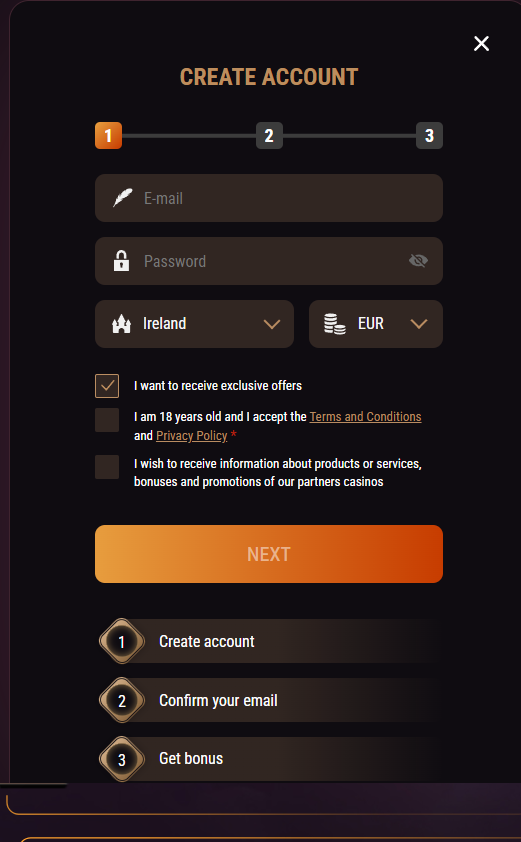 CREATE ACCOUNT
1 2 3
E-mail
Password
Ireland EUR
I want to receive exclusive offers
I am 18 years old and I accept the Terms and Conditions
and Privacy Policy *
I wish to receive information about products or services,
bonuses and promotions of our partners casinos
NEXT
1 Create account
2 Confirm your email
3 Get bonus